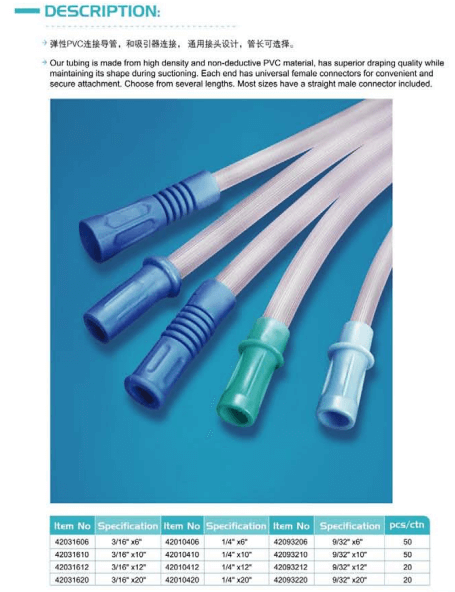 DESCRIPTION:
弹性PVC连接导管，和吸引器连接， 通用接头设计，管长可选择。
Our tubing is made from high density and non-deductive PVC material, has superior draping quality while
maintaining its shape during suctioning. Each end has universal female connectors for convenient and
secure attachment. Choose from several lengths. Most sizes have a straight male connector included.
Item No Specification Item No Specification Item No Specification pcs/ctn
42031606 3/16" x6" 42010406 1/4" x6" 42093206 9/32" x6" 50
42031610 3/16" x10" 42010410 1/4" x10" 42093210 9/32" x10" 50
42031612 3/16" x12" 42010412 1/4" x12" 42093212 9/32" x12" 20
42031620 3/16" x20" 42010420 1/4" x20" 42093220 9/32" x20" 20